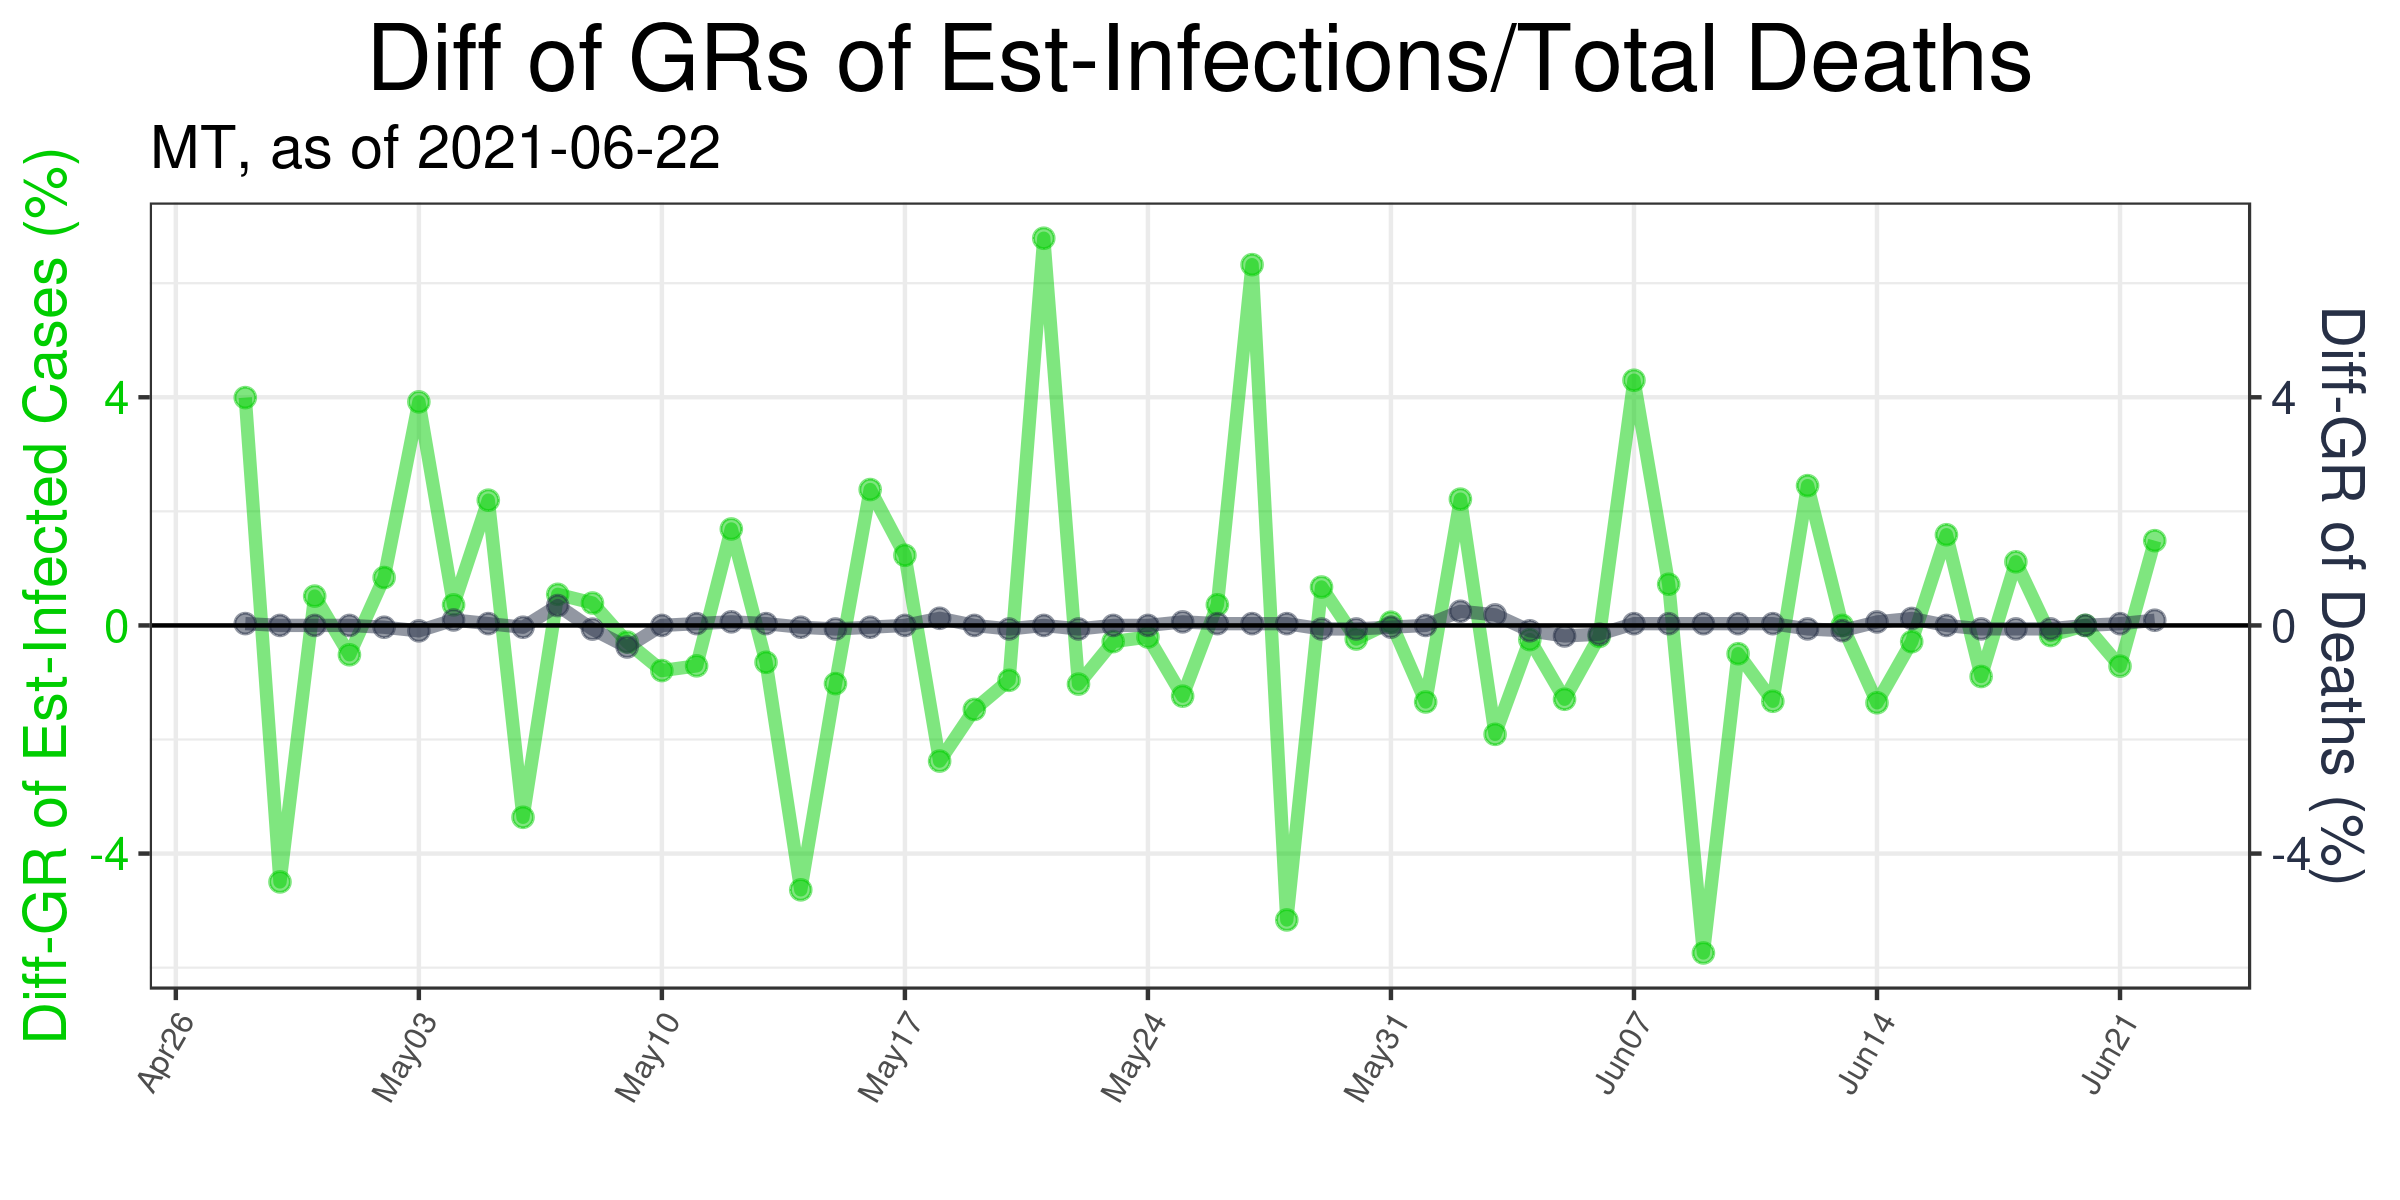 Diff of GRs of Est-Infections/Total Deaths
MT, as of 2021-06-22
Diff-GR of Est-Infected Cases (%)
4
0
-4
4
0
-4
Diff-GR of Deaths (%)
Apr26
May03
May10
May17
May24
May31
Jun07
Jun14
Jun21